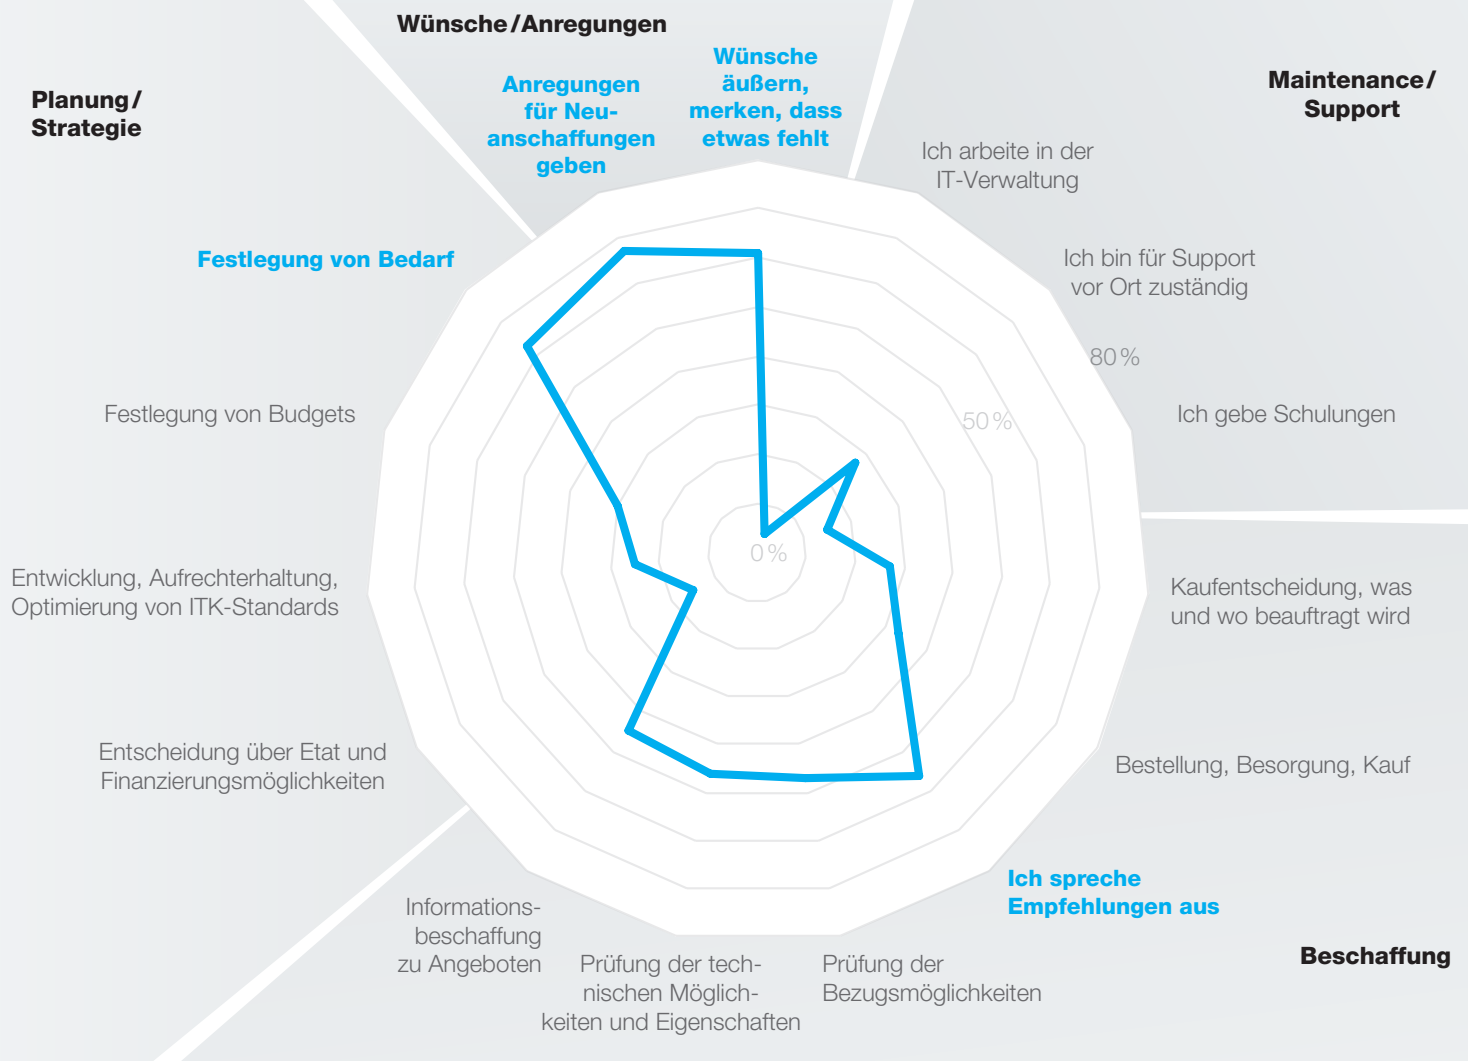 Wünsche/Anregungen
Wünsche
äußern,
merken, dass
etwas fehlt
Anregungen
für Neu-
anschaffungen
geben
Planung/
Strategie
Maintenance/
Support
Ich arbeite in der
IT-Verwaltung
Ich bin für Support
vor Ort zuständig
Festlegung von Bedarf
80 %
Ich gebe Schulungen
Festlegung von Budgets
50 %
0 %
Entwicklung, Aufrechterhaltung,
Optimierung von ITK-Standards
Kaufentscheidung, was
und wo beauftragt wird
Entscheidung über Etat und
Finanzierungsmöglichkeiten
Bestellung, Besorgung, Kauf
Ich spreche
Empfehlungen aus
Informations-
beschaffung
zu Angeboten
Prüfung der tech-
nischen Möglich-
keiten und Eigenschaften
Prüfung der
Bezugsmöglichkeiten
Beschaffung